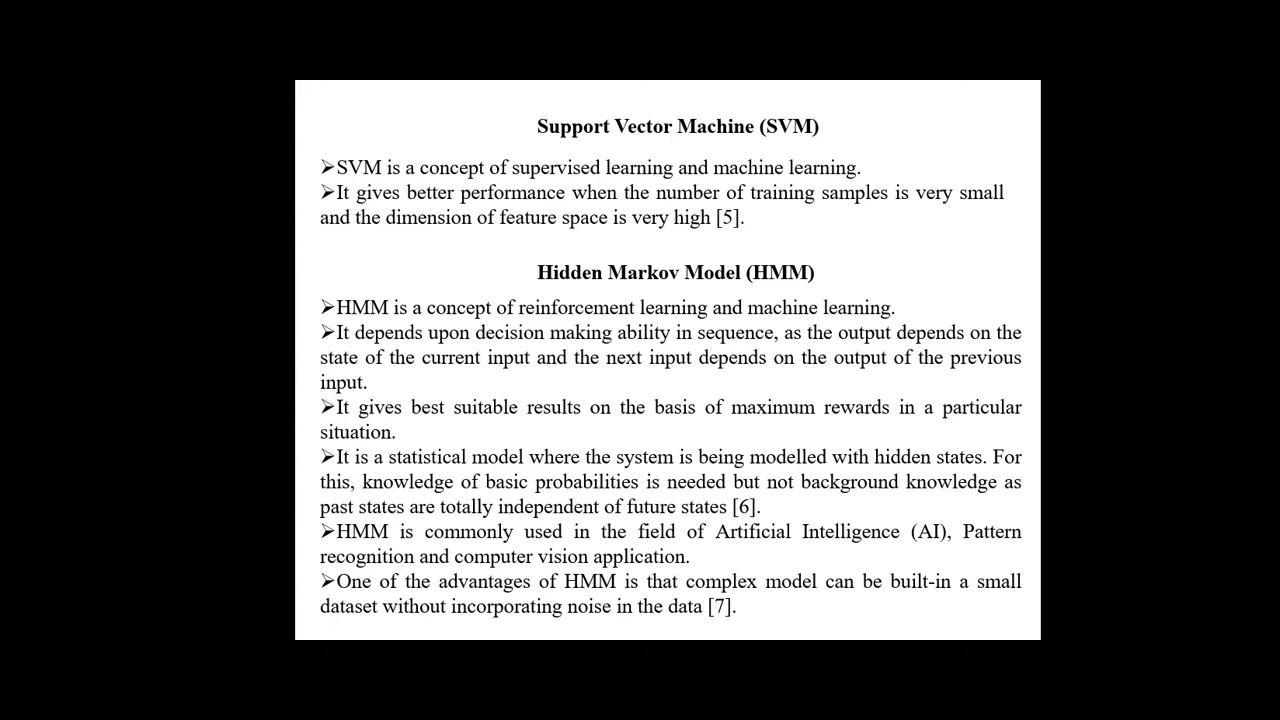 Support Vector Machine (SVM)
➢SVM is a concept of supervised learning and machine learning.
➢It gives better performance when the number of training samples is very small
and the dimension of feature space is very high [5].
Hidden Markov Model (HMM)
➢HMM is a concept of reinforcement learning and machine learning.
➢It depends upon decision making ability in sequence, as the output depends on the
state of the current input and the next input depends on the output of the previous
input.
➢It gives best suitable results on the basis of maximum rewards in a particular
situation.
➢It is a statistical model where the system is being modelled with hidden states. For
this, knowledge of basic probabilities is needed but not background knowledge as
past states are totally independent of future states [6].
➢HMM is commonly used in the field of Artificial Intelligence (AI), Pattern
recognition and computer vision application.
➢One of the advantages of HMM is that complex model can be built-in a small
dataset without incorporating noise in the data [7].